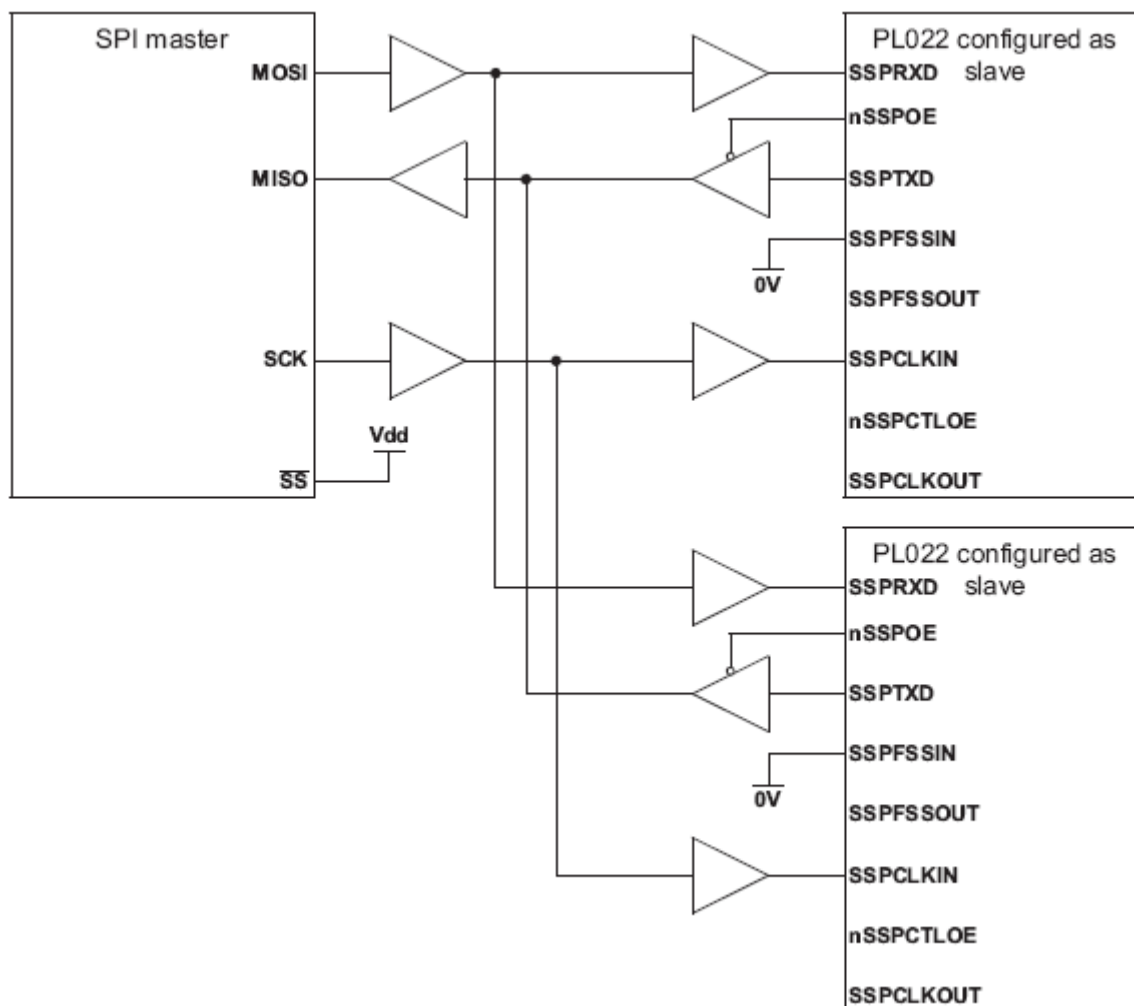 SPI master
MOSI
MISO
SCK
Vdd
SS
PL022 configured as
slave
SSPRXD
nSSPOE
SSPTXD
SSPFSSIN
0V
SSPFSSOUT
SSPCLKIN
nSSPCTLOE
SSPCLKOUT
PL022 configured as
slave
SSPRXD
nSSPOE
SSPTXD
SSPFSSIN
0V
SSPFSSOUT
SSPCLKIN
nSSPCTLOE
SSPCLKOUT